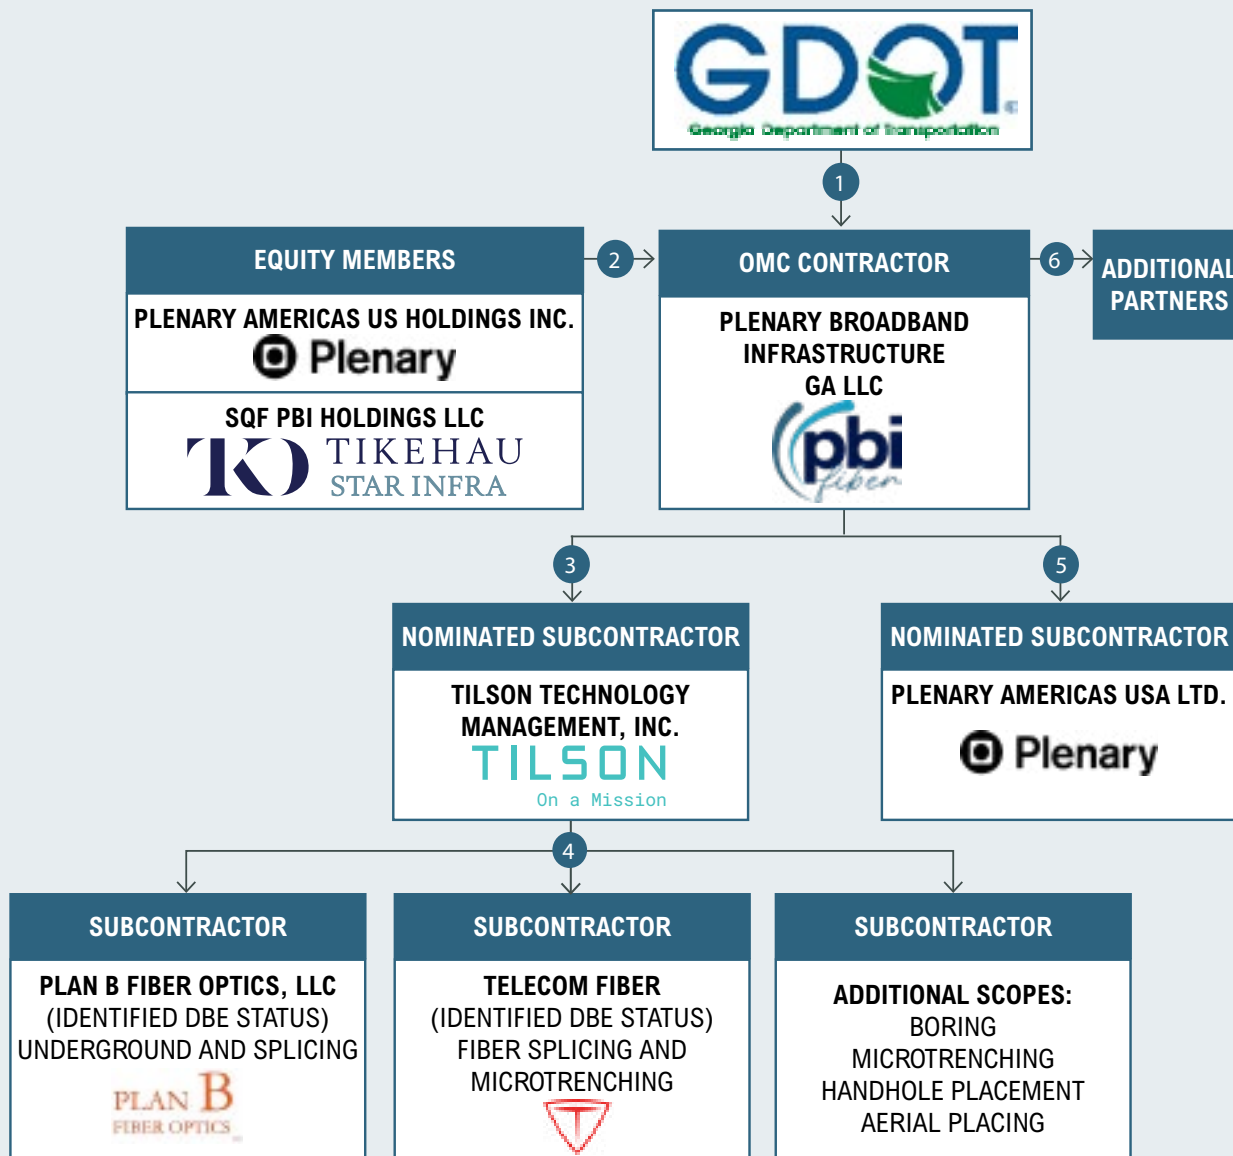 GDOT
Georgia Department of Transportation
1
EQUITY MEMBERS
2
OMC CONTRACTOR
6
ADDITIONAL
PARTNERS
PLENARY AMERICAS US HOLDINGS INC.
Plenary
SQF PBI HOLDINGS LLC
TIKEHAU
STAR INFRA
PLENARY BROADBAND
INFRASTRUCTURE
GA LLC
pbi
fiber
3
5
NOMINATED SUBCONTRACTOR
TILSON TECHNOLOGY
MANAGEMENT, INC.
TILSON
On a Mission
NOMINATED SUBCONTRACTOR
PLENARY AMERICAS USA LTD.
Plenary
4
SUBCONTRACTOR
PLAN B FIBER OPTICS, LLC
(IDENTIFIED DBE STATUS)
UNDERGROUND AND SPLICING
PLAN B
FIBER OPTICS
SUBCONTRACTOR
TELECOM FIBER
(IDENTIFIED DBE STATUS)
FIBER SPLICING AND
MICROTRENCHING
T
SUBCONTRACTOR
ADDITIONAL SCOPES:
BORING
MICROTRENCHING
HANDHOLE PLACEMENT
AERIAL PLACING